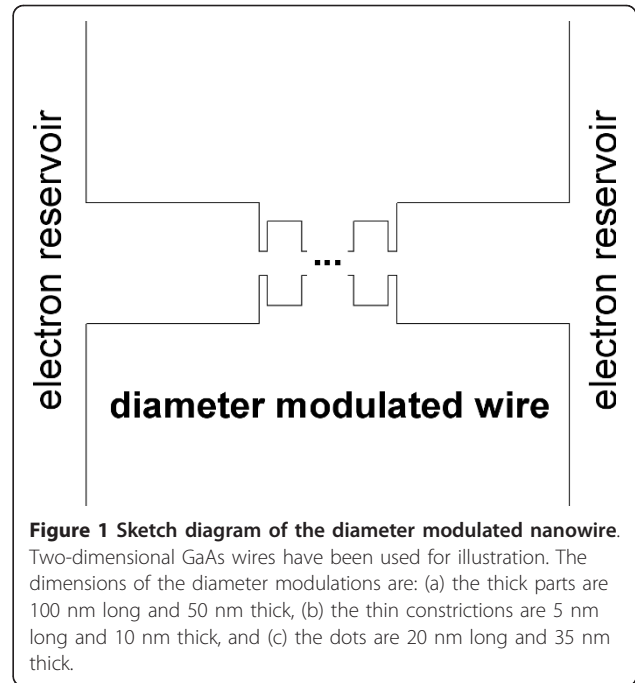 electron reservoir
electron reservoir
...
diameter modulated wire
Figure 1 Sketch diagram of the diameter modulated nanowire.
Two-dimensional GaAs wires have been used for illustration. The
dimensions of the diameter modulations are: (a) the thick parts are
100 nm long and 50 nm thick, (b) the thin constrictions are 5 nm
long and 10 nm thick, and (c) the dots are 20 nm long and 35 nm
thick.